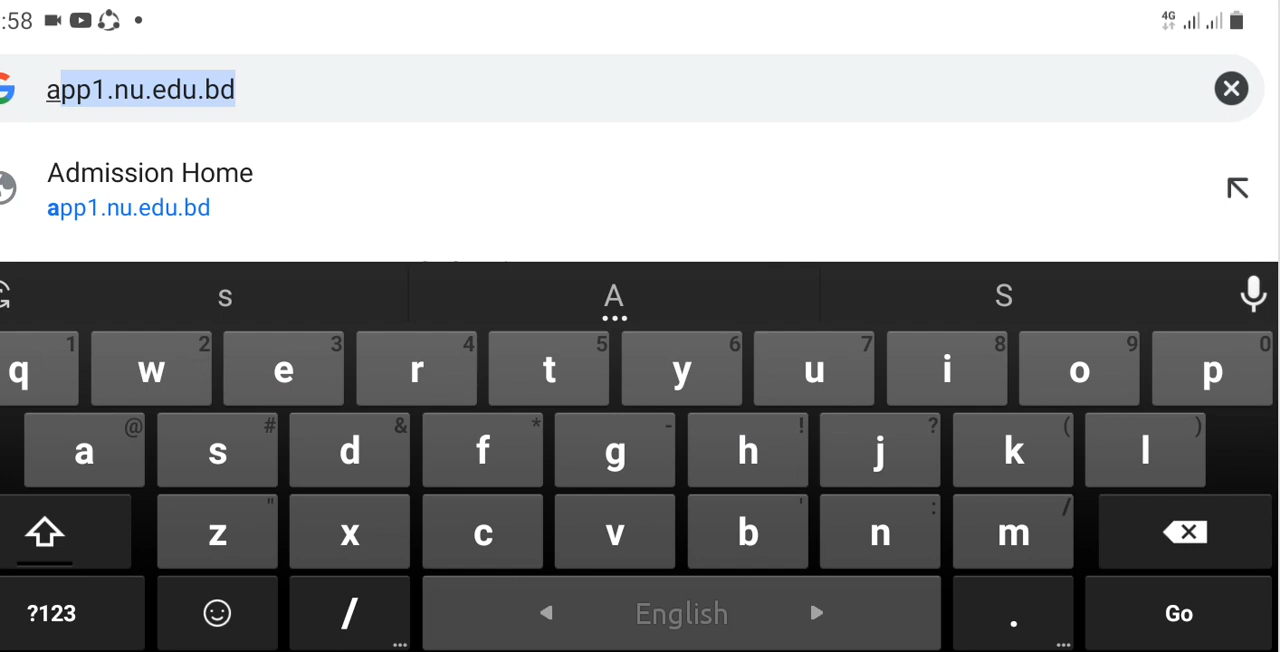 :58
4G
app1.nu.edu.bd
Admission Home
app1.nu.edu.bd
s A S
q 1 w 2 e 3 r 4 t 5 y 6 u 7 i 8 o 9 p 0
a @ s # d & f * g - h ! j ? k ( l )
z " x c v b ' n : m /
?123 / English . Go